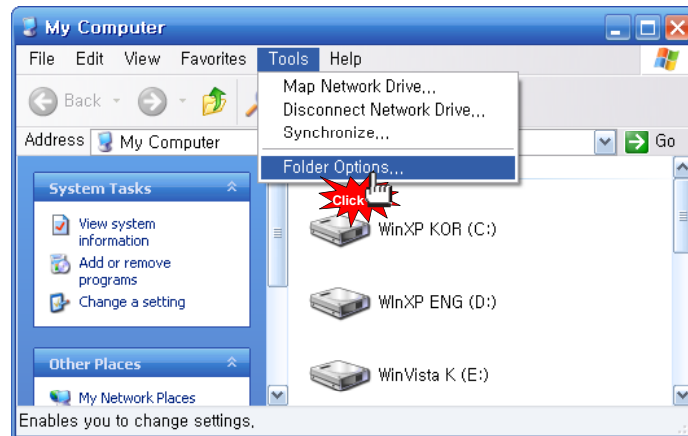 My Computer
File Edit View Favorites Tools Help
Map Network Drive...
Back
Disconnect Network Drive...
Synchronize...
Address My Computer Go
Folder Options...
System Tasks
Click
View system
information
WinXP KOR (C:)
Add or remove
programs
Change a setting
WInXP ENG (D:)
Other Places
WinVista K (E:)
My Network Places
Enables you to change settings.